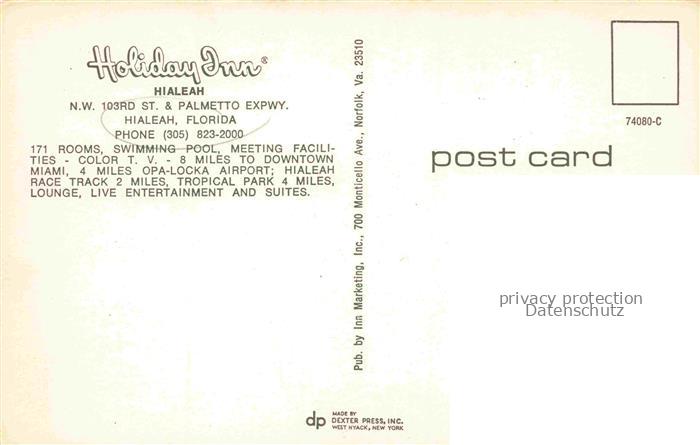 Holiday Inn®
HIALEAH
N.W. 103RD ST. & PALMETTO EXPWY.
HIALEAH, FLORIDA
PHONE (305) 823-2000
171 ROOMS, SWIMMING POOL, MEETING FACILI-
TIES - COLOR T. V. - 8 MILES TO DOWNTOWN
MIAMI, 4 MILES OPA-LOCKA AIRPORT; HIALEAH
RACE TRACK 2 MILES, TROPICAL PARK 4 MILES,
LOUNGE, LIVE ENTERTAINMENT AND SUITES.
Pub. by Inn Marketing, Inc., 700 Monticello Ave., Norfolk, Va. 23510
74080-C
post card
privacy protection
Datenschutz
dp MADE BY
DEXTER PRESS, INC.
WEST NYACK, NEW YORK